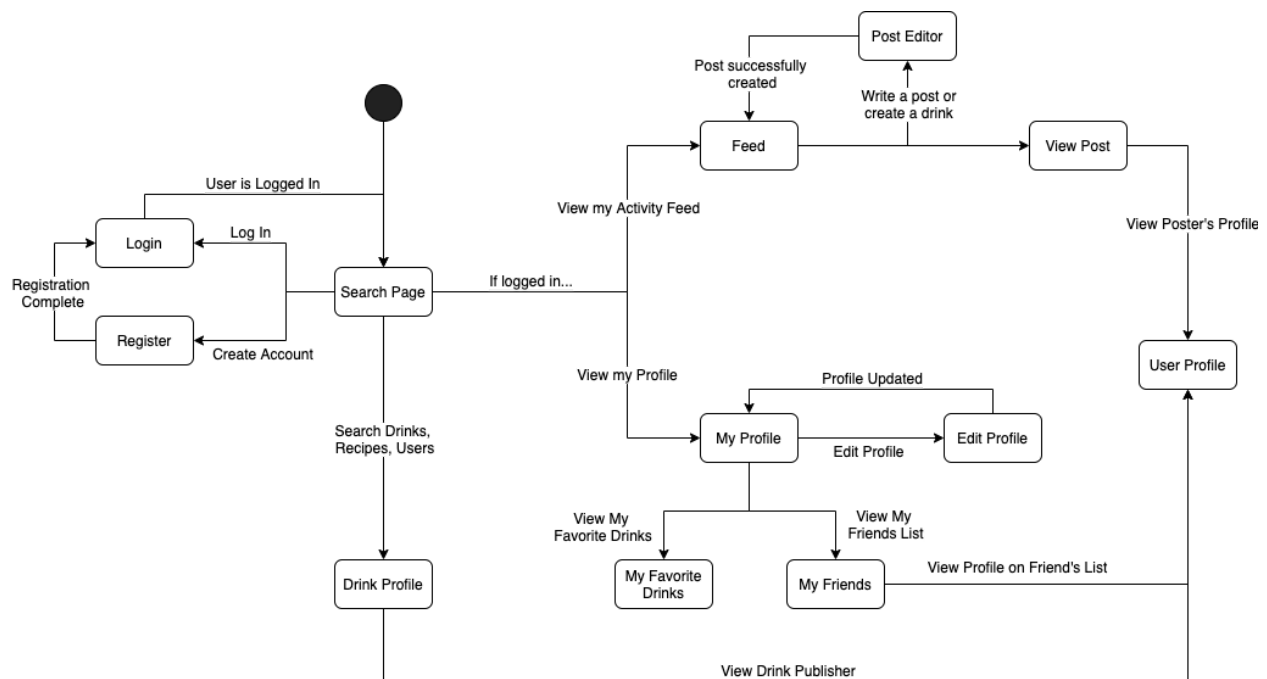 Post Editor
Post successfully
created
Write a post or
create a drink
Feed
View Post
User is Logged In
View my Activity Feed
View Poster's Profile
Login
Log In
Registration
Complete
Search Page
If logged in...
Register
Create Account
View my Profile
User Profile
Profile Updated
Search Drinks,
Recipes, Users
My Profile
Edit Profile
Edit Profile
View My
Favorite Drinks
View My
Friends List
Drink Profile
My Favorite
Drinks
My Friends
View Profile on Friend's List
View Drink Publisher